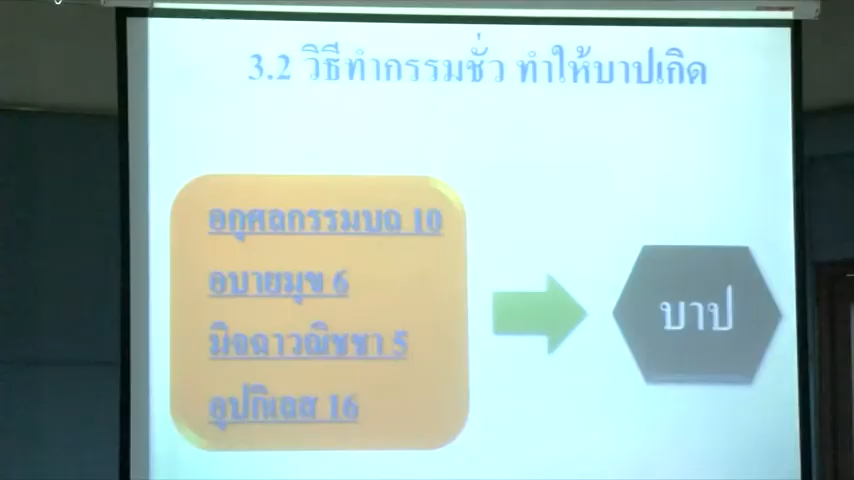 3.2 วิธีทำกรรมชั่ว ทำให้บาปเกิด
อกุศลกรรมบถ 10
อบายมุข 6
มิจฉาวณิชชา 5
อุปกิเลส 16
บาป